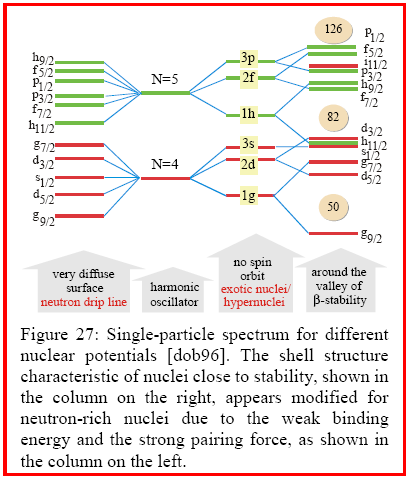 126
3p
2f
1h
3s
2d
1g
82
50
N=5
N=4
h9/2
f5/2
p1/2
p3/2
f7/2
h11/2
g7/2
d3/2
s1/2
d5/2
g9/2
p1/2
f5/2
i11/2
p3/2
h9/2
f7/2
d3/2
h11/2
s1/2
g7/2
d5/2
g9/2
very diffuse
surface
neutron drip line
harmonic
oscillator
no spin
orbit
exotic nuclei/
hypernuclei
around the
valley of
β-stability
Figure 27: Single-particle spectrum for different
nuclear potentials [dob96]. The shell structure
characteristic of nuclei close to stability, shown in
the column on the right, appears modified for
neutron-rich nuclei due to the weak binding
energy and the strong pairing force, as shown in
the column on the left.